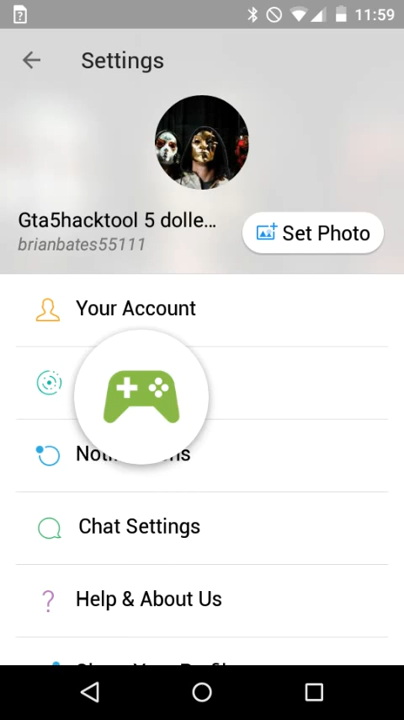 11:59
Settings
Gta5hacktool 5 dolle...
brianbates55111
Set Photo
Your Account
Chat Settings
Help & About Us